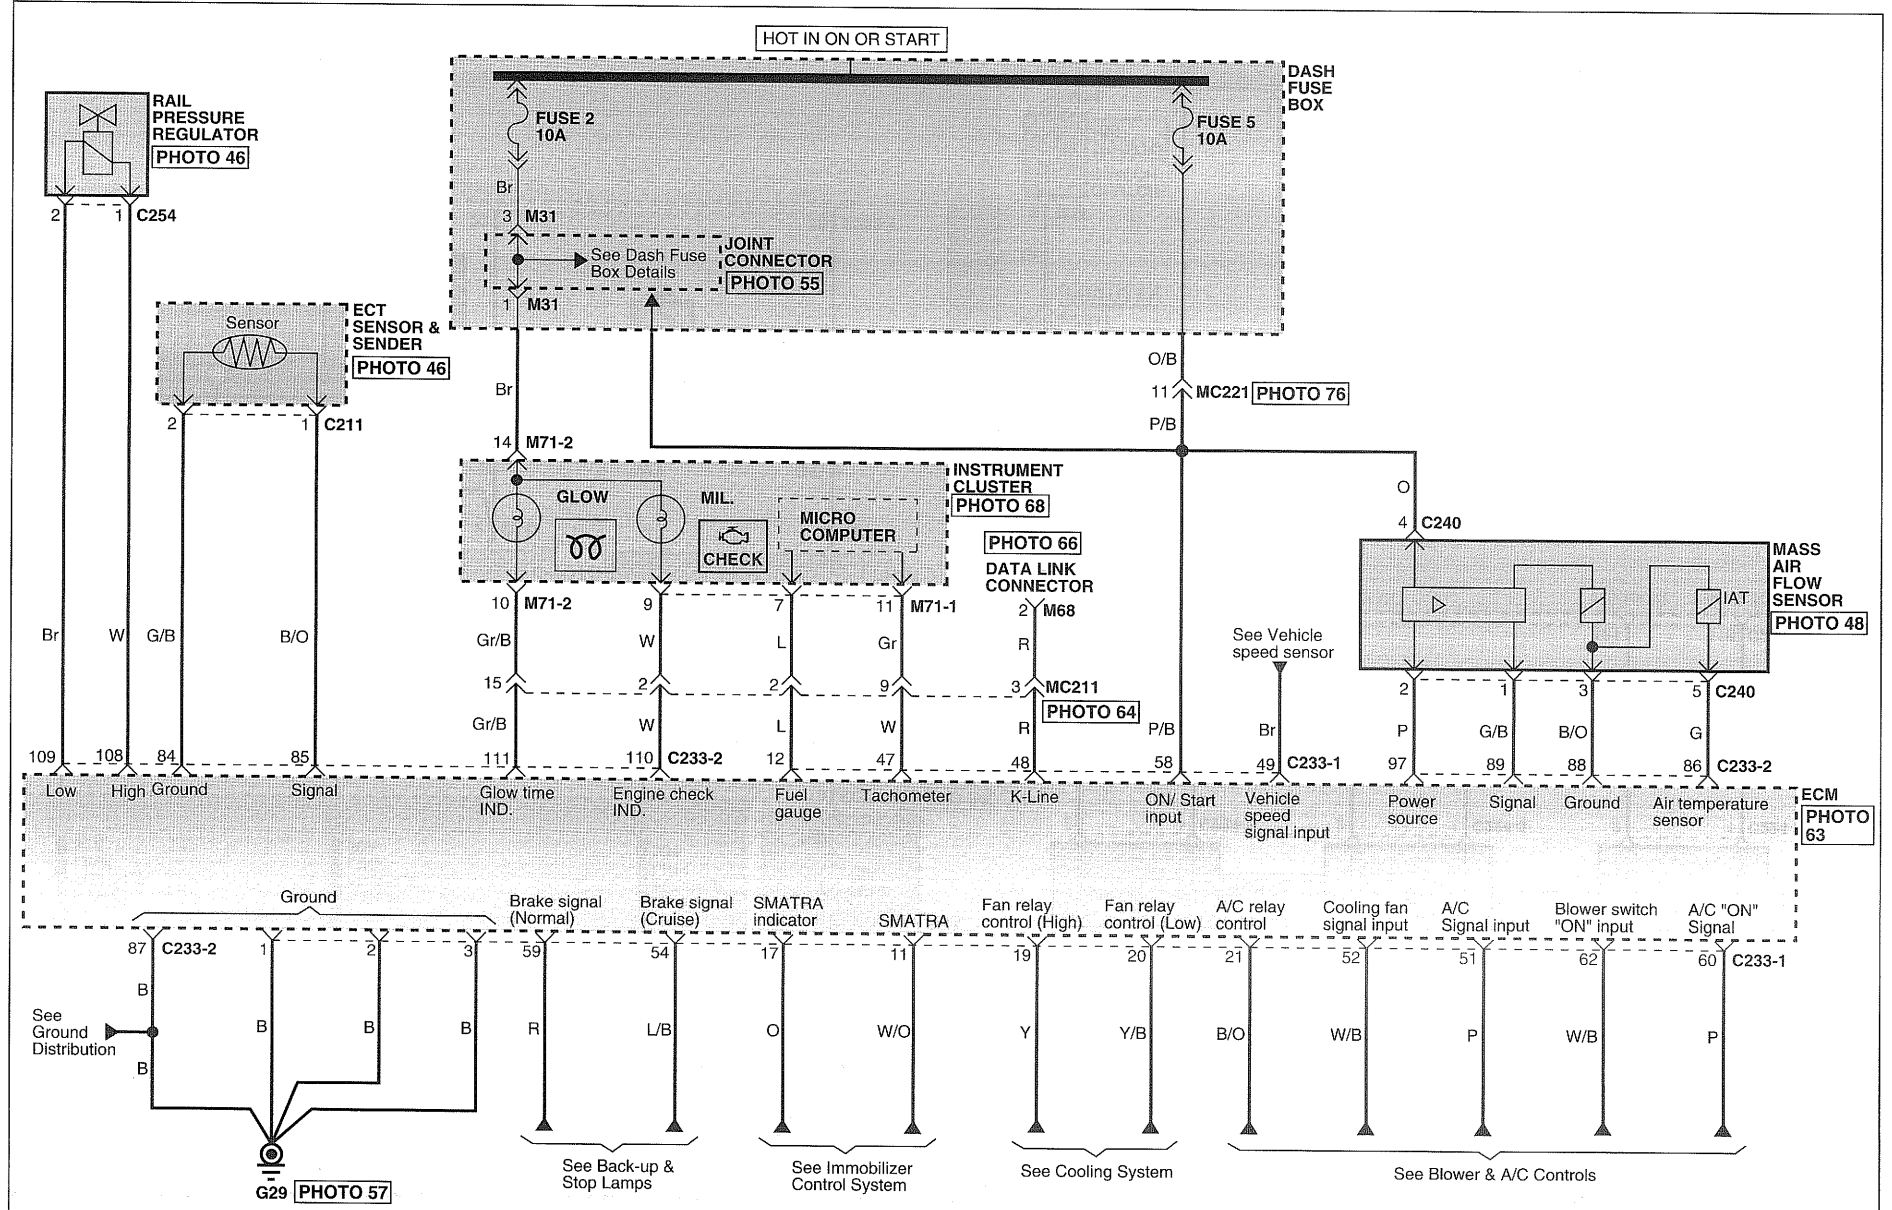 HOT IN ON OR START
DASH
FUSE
BOX
RAIL
PRESSURE
REGULATOR
PHOTO 46
FUSE 2
10A
FUSE 5
10A
Br
3 M31
2 1 C254
JOINT
CONNECTOR
PHOTO 55
See Dash Fuse
Box Details
1 M31
ECT
SENSOR &
SENDER
PHOTO 46
Sensor
2 1 C211
O/B
11 MC221 PHOTO 76
P/B
Br
14 M71-2
INSTRUMENT
CLUSTER
PHOTO 68
GLOW
MIL.
CHECK
MICRO
COMPUTER
O
4 C240
PHOTO 66
DATA LINK
CONNECTOR
MASS
AIR
FLOW
SENSOR
PHOTO 48
IAT
10 M71-2 9 7 11 M71-1 2 M68
Br W G/B B/O Gr/B W L Gr R
See Vehicle
speed sensor
15 2 2 9 3 MC211
PHOTO 64
2 1 3 5 C240
Gr/B W L W R P/B Br P G/B B/O G
109 108 84 85 111 110 C233-2 12 47 48 58 49 C233-1 97 89 88 86 C233-2
Low High Ground Signal
Glow time
IND.
Engine check
IND.
Fuel
gauge
Tachometer
K-Line
ON/ Start
input
Vehicle
speed
signal input
Power
source
Signal
Ground
Air temperature
sensor
ECM
PHOTO
63
Ground
Brake signal
(Normal)
Brake signal
(Cruise)
SMATRA
indicator
SMATRA
Fan relay
control (High)
Fan relay
control (Low)
A/C relay
control
Cooling fan
signal input
A/C
Signal input
Blower switch
"ON" input
A/C "ON"
Signal
87 C233-2 1 2 3 59 54 17 11 19 20 21 52 51 62 60 C233-1
B
See
Ground
Distribution
B B B R L/B O W/O Y Y/B B/O W/B P W/B P
B
See Back-up &
Stop Lamps
See Immobilizer
Control System
See Cooling System
See Blower & A/C Controls
G29 PHOTO 57